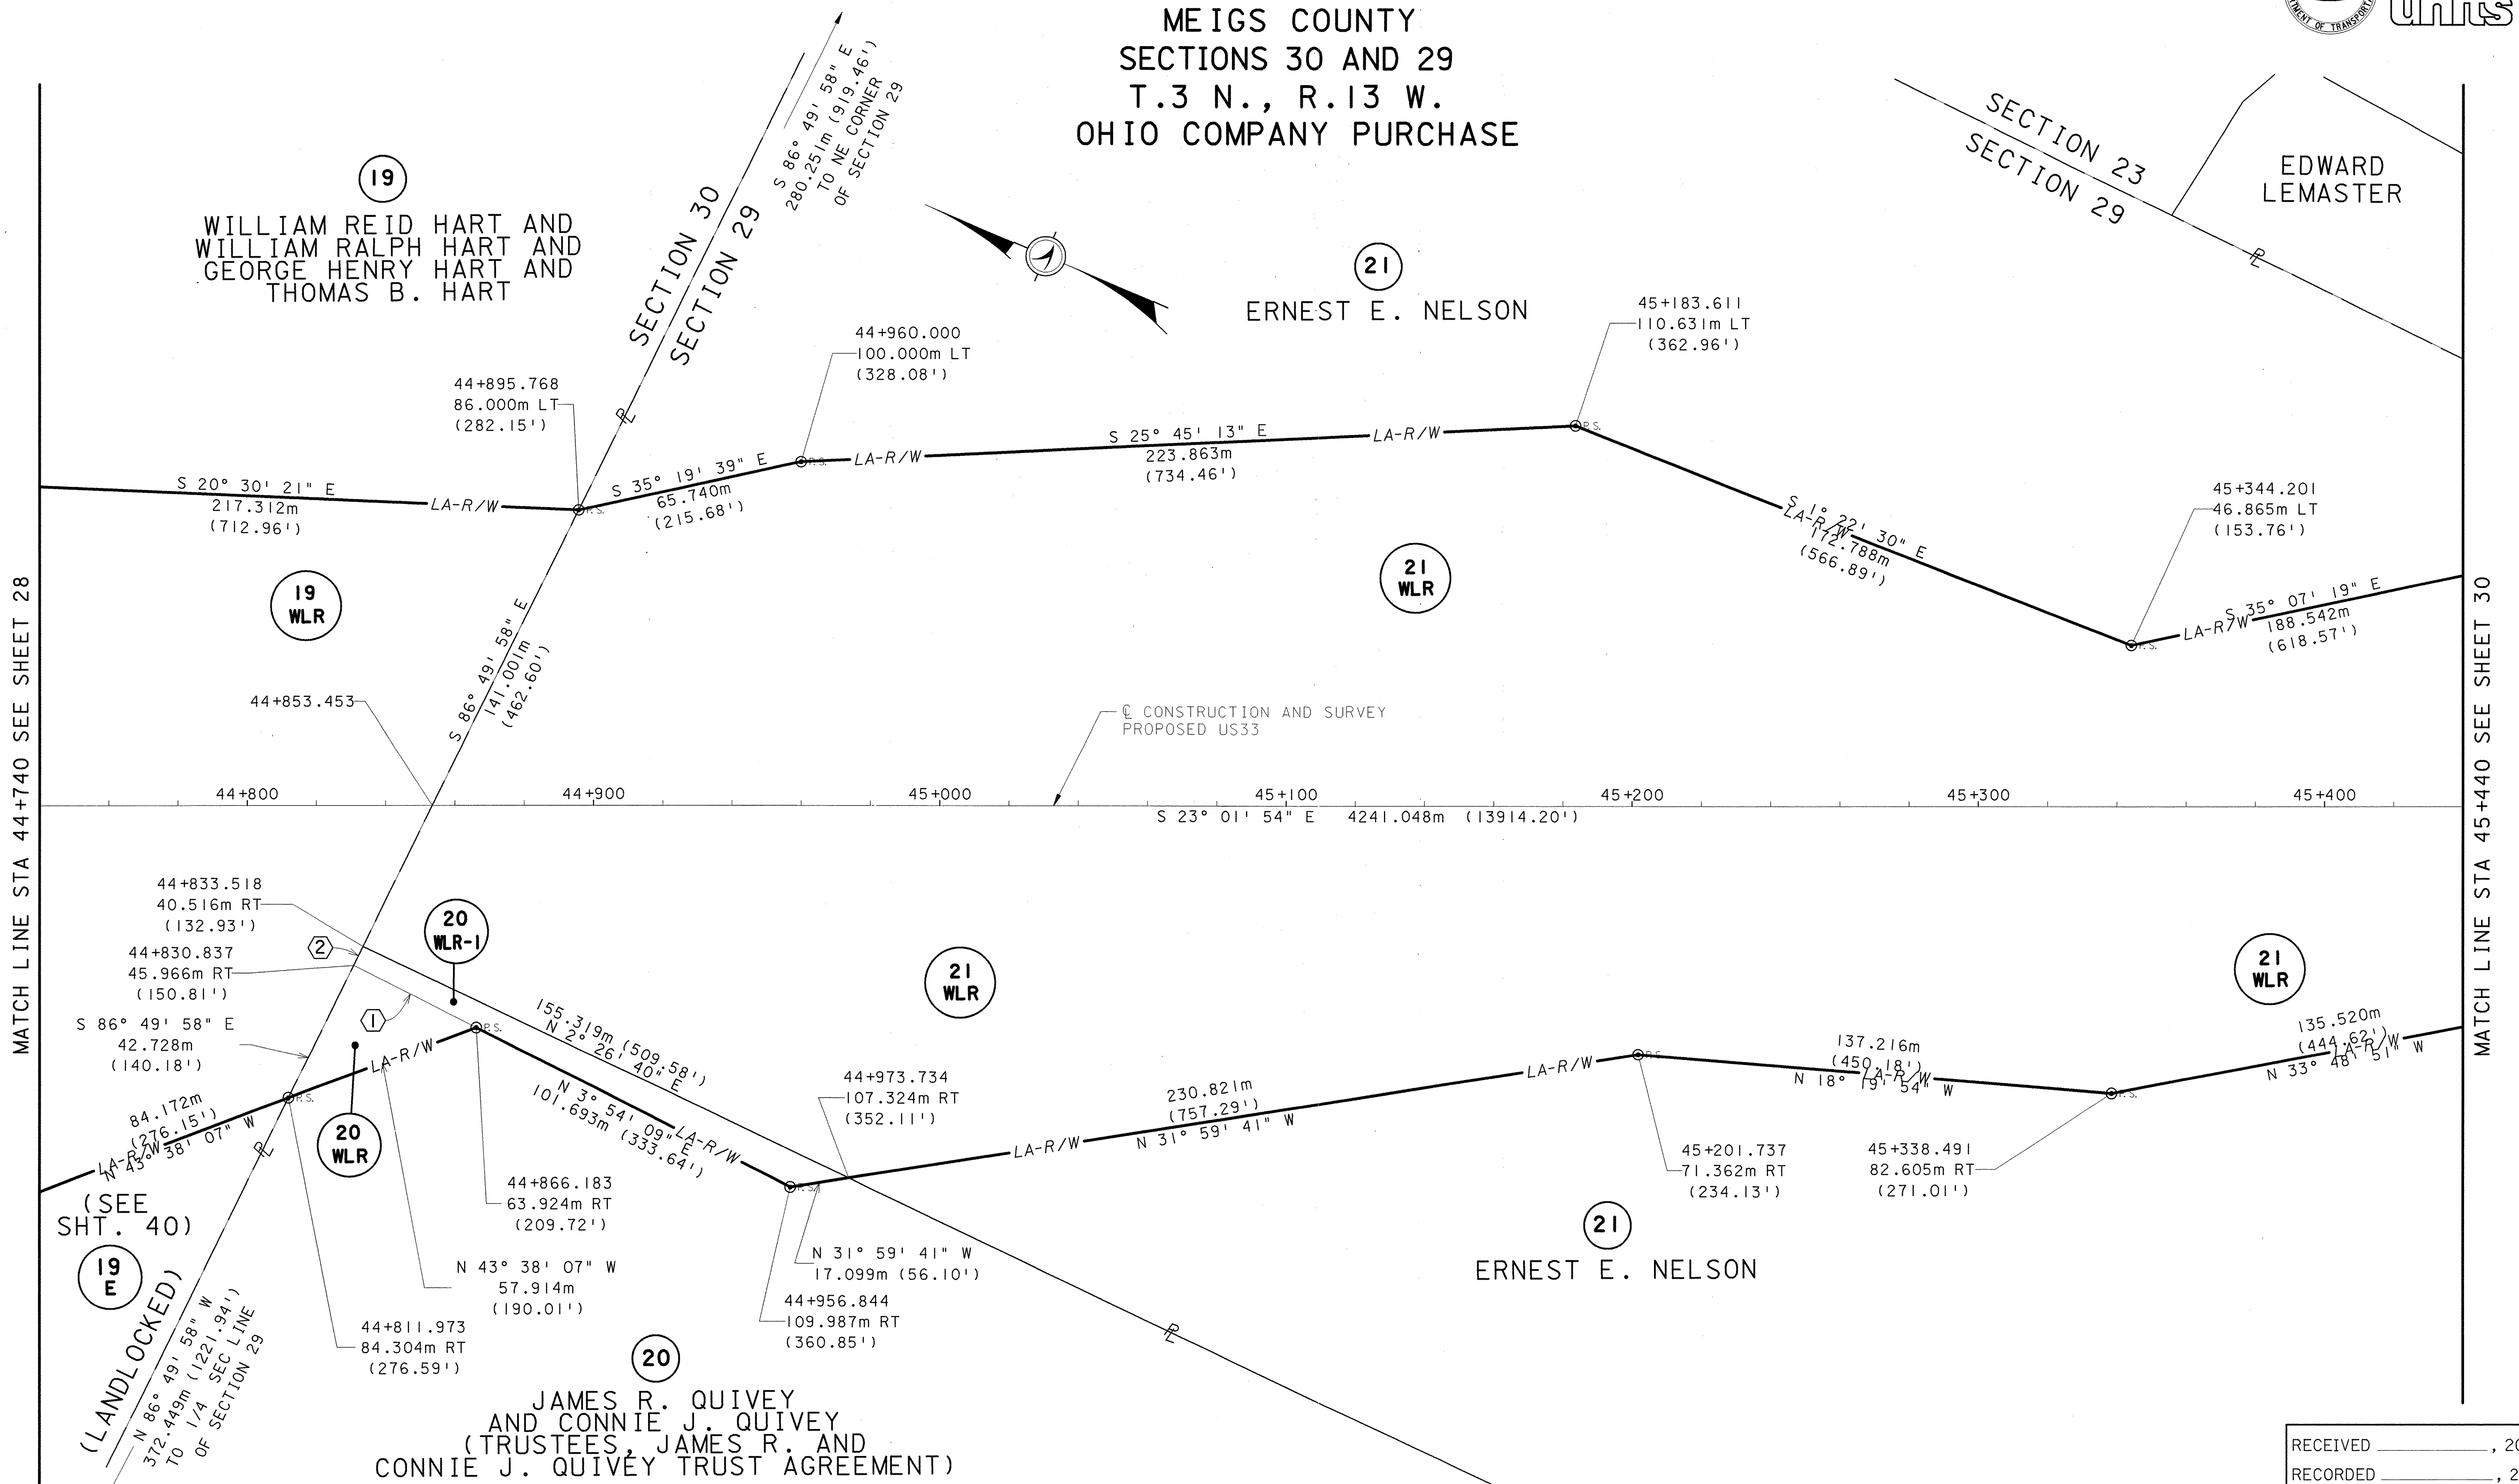 MEIGS COUNTY
SECTIONS 30 AND 29
T.3 N., R.13 W.
OHIO COMPANY PURCHASE
units
19
WILLIAM REID HART AND
WILLIAM RALPH HART AND
GEORGE HENRY HART AND
THOMAS B. HART
SECTION 30
SECTION 29
S 86° 49' 58" E
280.251m (919.46')
TO NE CORNER
OF SECTION 29
SECTION 23
SECTION 29
EDWARD
LEMASTER
PL
21
ERNEST E. NELSON
44+895.768
86.000m LT
(282.15')
PL
44+960.000
100.000m LT
(328.08')
45+183.611
110.631m LT
(362.96')
45+344.201
46.865m LT
(153.76')
S 20° 30' 21" E
217.312m
(712.96')
LA-R/W
P.S.
S 35° 19' 39" E
65.740m
(215.68')
P.S.
LA-R/W
S 25° 45' 13" E
223.863m
(734.46')
LA-R/W
P.S.
S 1° 22' 30" E
LA-R/W
172.788m
(566.89')
P.S.
LA-R/W
S 35° 07' 19" E
188.542m
(618.57')
19
WLR
21
WLR
S 86° 49' 58" E
141.001m
(462.60')
44+853.453
℄ CONSTRUCTION AND SURVEY
PROPOSED US33
MATCH LINE STA 44+740 SEE SHEET 28
MATCH LINE STA 45+440 SEE SHEET 30
44+800
44+900
45+000
45+100
45+200
45+300
45+400
S 23° 01' 54" E 4241.048m (13914.20')
44+833.518
40.516m RT
(132.93')
2
44+830.837
45.966m RT
(150.81')
1
S 86° 49' 58" E
42.728m
(140.18')
20
WLR-1
21
WLR
21
WLR
155.319m (509.58')
N 2° 26' 40" E
P.S.
LA-R/W
P.S.
84.172m
(276.15')
LA-R/W
N 43° 38' 07" W
PL
20
WLR
N 3° 54' 09" E
101.693m (333.64')
LA-R/W
P.S.
44+973.734
107.324m RT
(352.11')
LA-R/W
230.821m
(757.29')
N 31° 59' 41" W
LA-R/W
P.S.
137.216m
(450.18')
LA-R/W
N 18° 19' 54" W
P.S.
135.520m
(444.62')
LA-R/W
N 33° 48' 51" W
45+201.737
71.362m RT
(234.13')
45+338.491
82.605m RT
(271.01')
(SEE
SHT. 40)
19
E
44+866.183
63.924m RT
(209.72')
N 43° 38' 07" W
57.914m
(190.01')
N 31° 59' 41" W
17.099m (56.10')
44+956.844
109.987m RT
(360.85')
44+811.973
84.304m RT
(276.59')
21
ERNEST E. NELSON
PL
(LANDLOCKED)
N 86° 49' 58" W
372.449m (1221.94')
TO 1/4 SEC LINE
OF SECTION 29
20
JAMES R. QUIVEY
AND CONNIE J. QUIVEY
(TRUSTEES, JAMES R. AND
CONNIE J. QUIVEY TRUST AGREEMENT)
RECEIVED , 20
RECORDED , 2